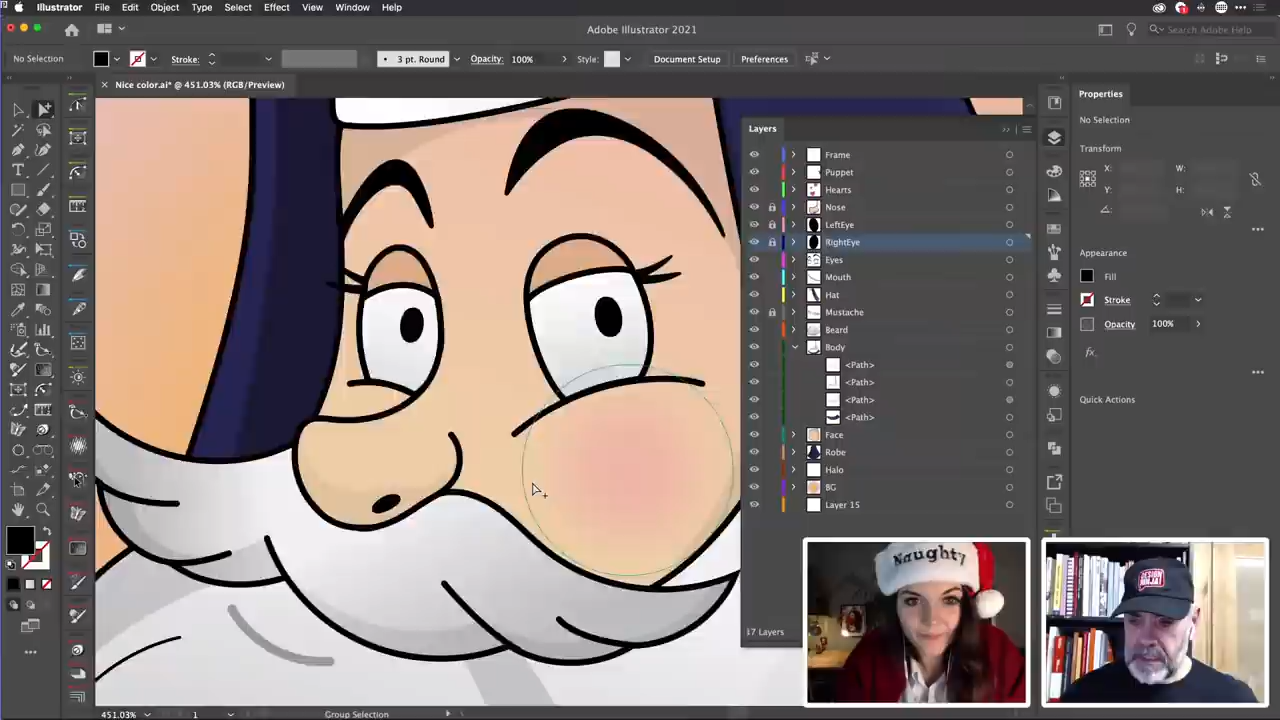 Illustrator File Edit Object Type Select Effect View Window Help
Adobe Illustrator 2021
Search Adobe Help
No Selection
Stroke:
3 pt. Round
Opacity: 100%
Style:
Document Setup
Preferences
Nice color.ai* @ 451.03% (RGB/Preview)
Layers
Frame
Puppet
Hearts
Nose
LeftEye
RightEye
Eyes
Mouth
Hat
Mustache
Beard
Body
<Path>
<Path>
<Path>
<Path>
Face
Robe
Halo
BG
Layer 15
17 Layers
Properties
No Selection
Transform
X:
W:
Y:
H:
Appearance
Fill
Stroke
Opacity 100%
fx.
Quick Actions
Naughty
451.03%
1
Group Selection